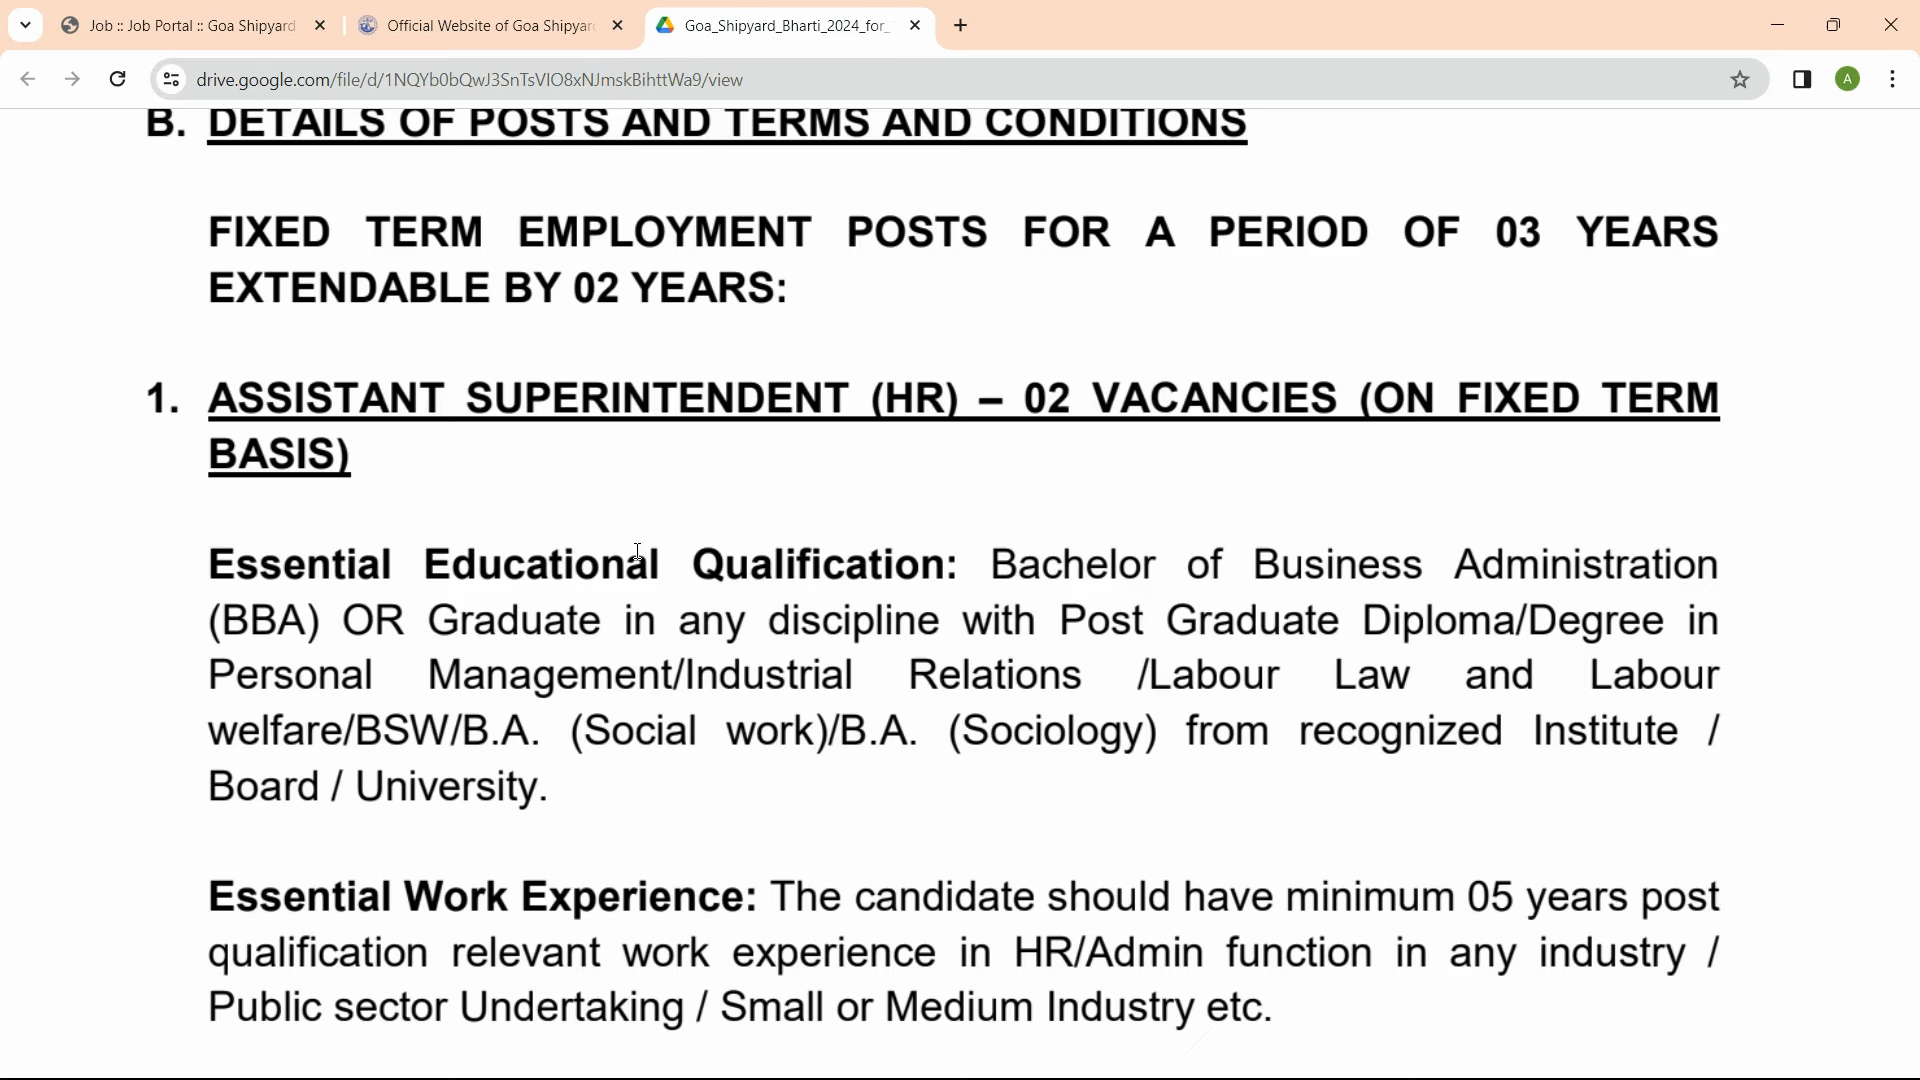 Job :: Job Portal :: Goa Shipyard
Official Website of Goa Shipyar
Goa_Shipyard_Bharti_2024_for_
drive.google.com/file/d/1NQYb0bQwJ3SnTsVIO8xNJmskBihttWa9/view
A
B. DETAILS OF POSTS AND TERMS AND CONDITIONS
FIXED TERM EMPLOYMENT POSTS FOR A PERIOD OF 03 YEARS
EXTENDABLE BY 02 YEARS:
1. ASSISTANT SUPERINTENDENT (HR) – 02 VACANCIES (ON FIXED TERM
BASIS)
Essential Educational Qualification: Bachelor of Business Administration
(BBA) OR Graduate in any discipline with Post Graduate Diploma/Degree in
Personal Management/Industrial Relations /Labour Law and Labour
welfare/BSW/B.A. (Social work)/B.A. (Sociology) from recognized Institute /
Board / University.
Essential Work Experience: The candidate should have minimum 05 years post
qualification relevant work experience in HR/Admin function in any industry /
Public sector Undertaking / Small or Medium Industry etc.